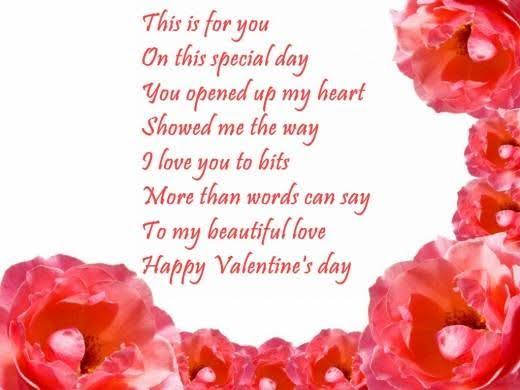 This is for you
On this special day
You opened up my heart
Showed me the way
I love you to bits
More than words can say
To my beautiful love
Happy Valentine's day